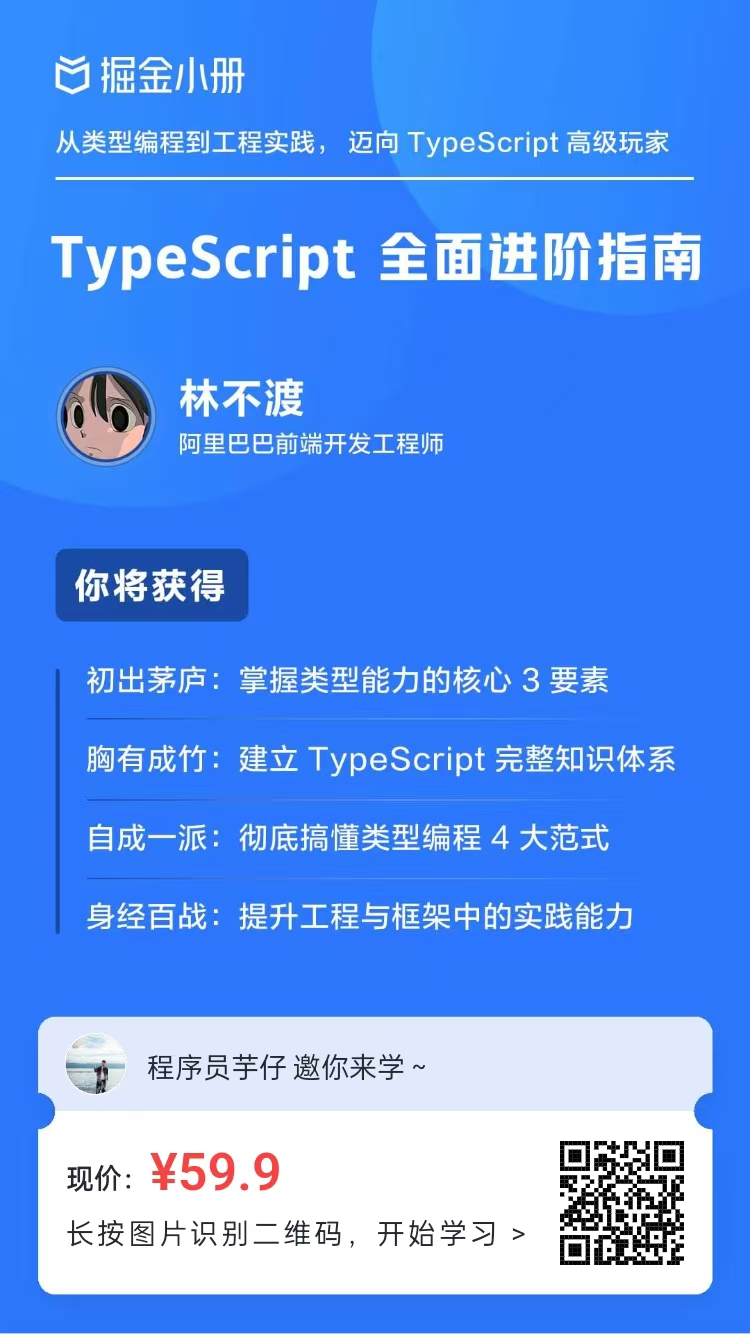 掘金小册
从类型编程到工程实践，迈向 TypeScript 高级玩家
TypeScript 全面进阶指南
林不渡
阿里巴巴前端开发工程师
你将获得
初出茅庐：掌握类型能力的核心 3 要素
胸有成竹：建立 TypeScript 完整知识体系
自成一派：彻底搞懂类型编程 4 大范式
身经百战：提升工程与框架中的实践能力
程序员芋仔 邀你来学 ~
现价：¥59.9
长按图片识别二维码，开始学习 >